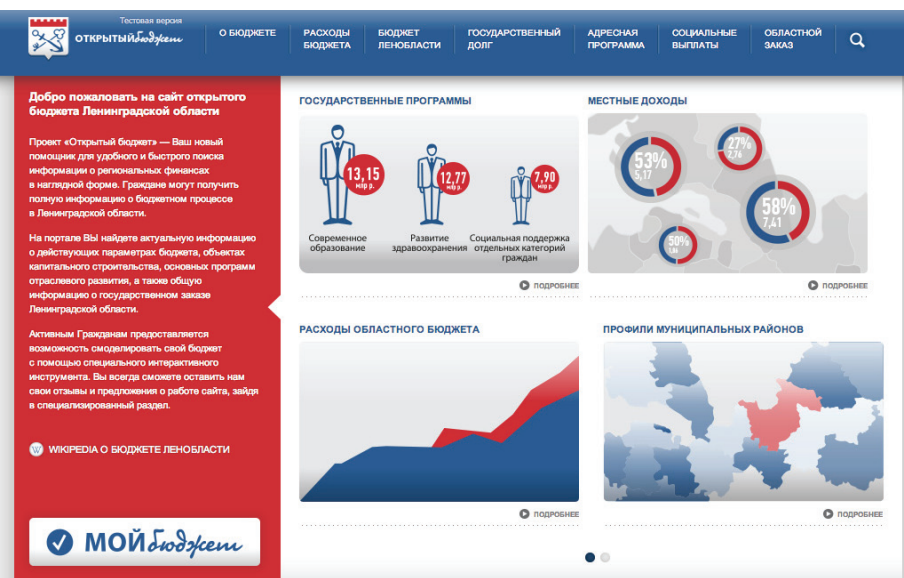 Тестовая версия
ОТКРЫТЫЙ бюджет
О БЮДЖЕТЕ
РАСХОДЫ
БЮДЖЕТА
БЮДЖЕТ
ЛЕНОБЛАСТИ
ГОСУДАРСТВЕННЫЙ
ДОЛГ
АДРЕСНАЯ
ПРОГРАММА
СОЦИАЛЬНЫЕ
ВЫПЛАТЫ
ОБЛАСТНОЙ
ЗАКАЗ
Добро пожаловать на сайт открытого
бюджета Ленинградской области
Проект «Открытый бюджет» — Ваш новый
помощник для удобного и быстрого поиска
информации о региональных финансах
в наглядной форме. Граждане могут получить
полную информацию о бюджетном процессе
в Ленинградской области.
На портале ВЫ найдете актуальную информацию
о действующих параметрах бюджета, объектах
капитального строительства, основных программ
отраслевого развития, а также общую
информацию о государственном заказе
Ленинградской области.
Активным Гражданам предоставляется
возможность смоделировать свой бюджет
с помощью специального интерактивного
инструмента. Вы всегда сможете оставить нам
свои отзывы и предложения о работе сайта, зайдя
в специализированный раздел.
W WIKIPEDIA О БЮДЖЕТЕ ЛЕНОБЛАСТИ
МОЙ бюджет
ГОСУДАРСТВЕННЫЕ ПРОГРАММЫ
13,15
млр р.
12,77
млр р.
7,90
млр р.
Современное
образование
Развитие
здравоохранения
Социальная поддержка
отдельных категорий
граждан
ПОДРОБНЕЕ
МЕСТНЫЕ ДОХОДЫ
53%
5,17
27%
2,76
58%
7,41
50%
ПОДРОБНЕЕ
РАСХОДЫ ОБЛАСТНОГО БЮДЖЕТА
ПОДРОБНЕЕ
ПРОФИЛИ МУНИЦИПАЛЬНЫХ РАЙОНОВ
ПОДРОБНЕЕ